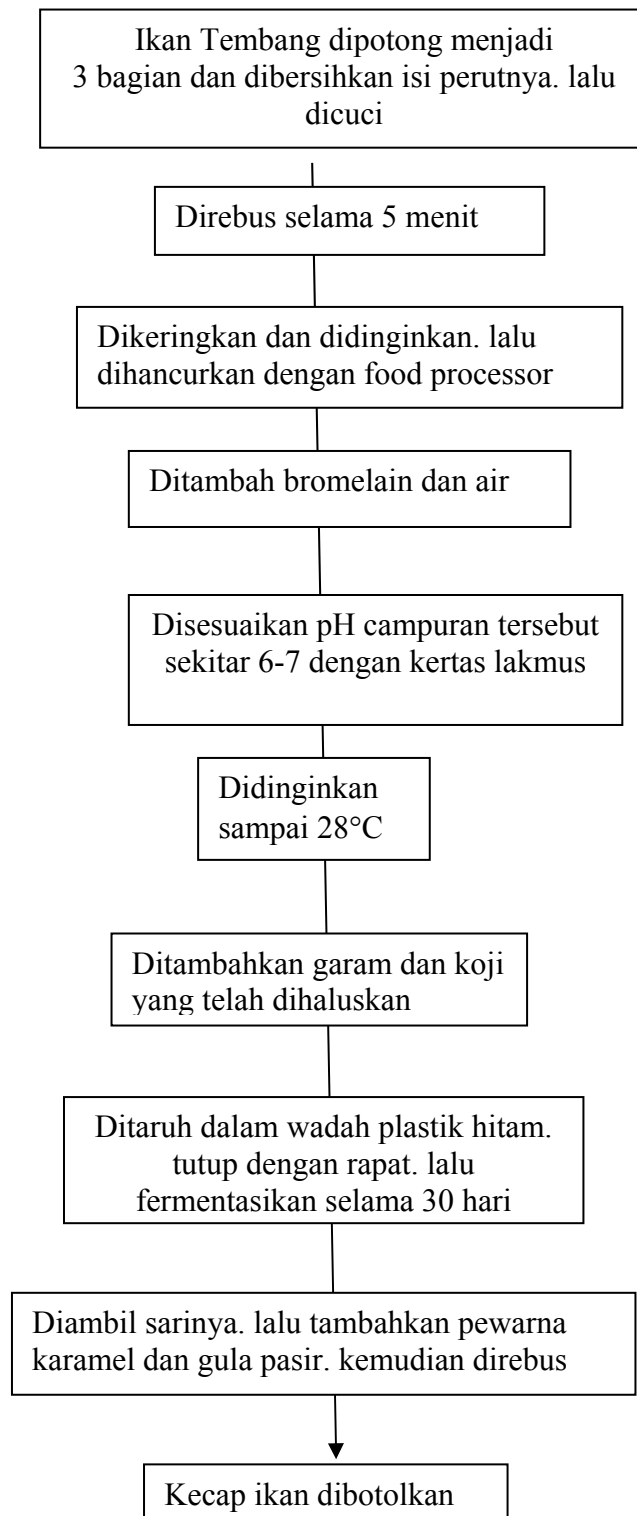 Ikan Tembang dipotong menjadi
3 bagian dan dibersihkan isi perutnya. lalu
dicuci
Direbus selama 5 menit
Dikeringkan dan didinginkan. lalu
dihancurkan dengan food processor
Ditambah bromelain dan air
Disesuaikan pH campuran tersebut
sekitar 6-7 dengan kertas lakmus
Didinginkan
sampai 28°C
Ditambahkan garam dan koji
yang telah dihaluskan
Ditaruh dalam wadah plastik hitam.
tutup dengan rapat. lalu
fermentasikan selama 30 hari
Diambil sarinya. lalu tambahkan pewarna
karamel dan gula pasir. kemudian direbus
Kecap ikan dibotolkan